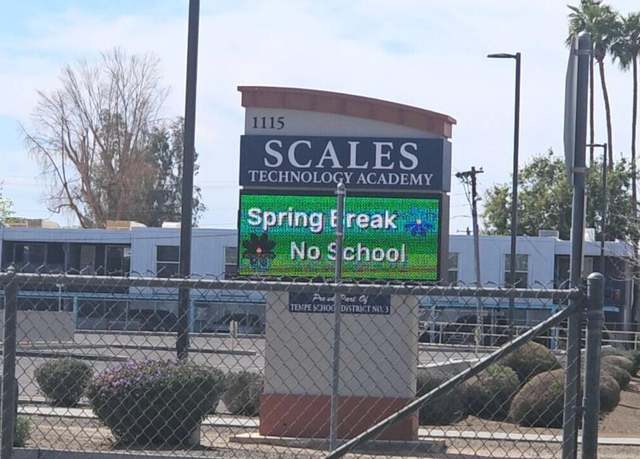 1115
SCALES
TECHNOLOGY ACADEMY
Spring Break
No School
Proud Part Of
TEMPE SCHOOL DISTRICT NO. 3